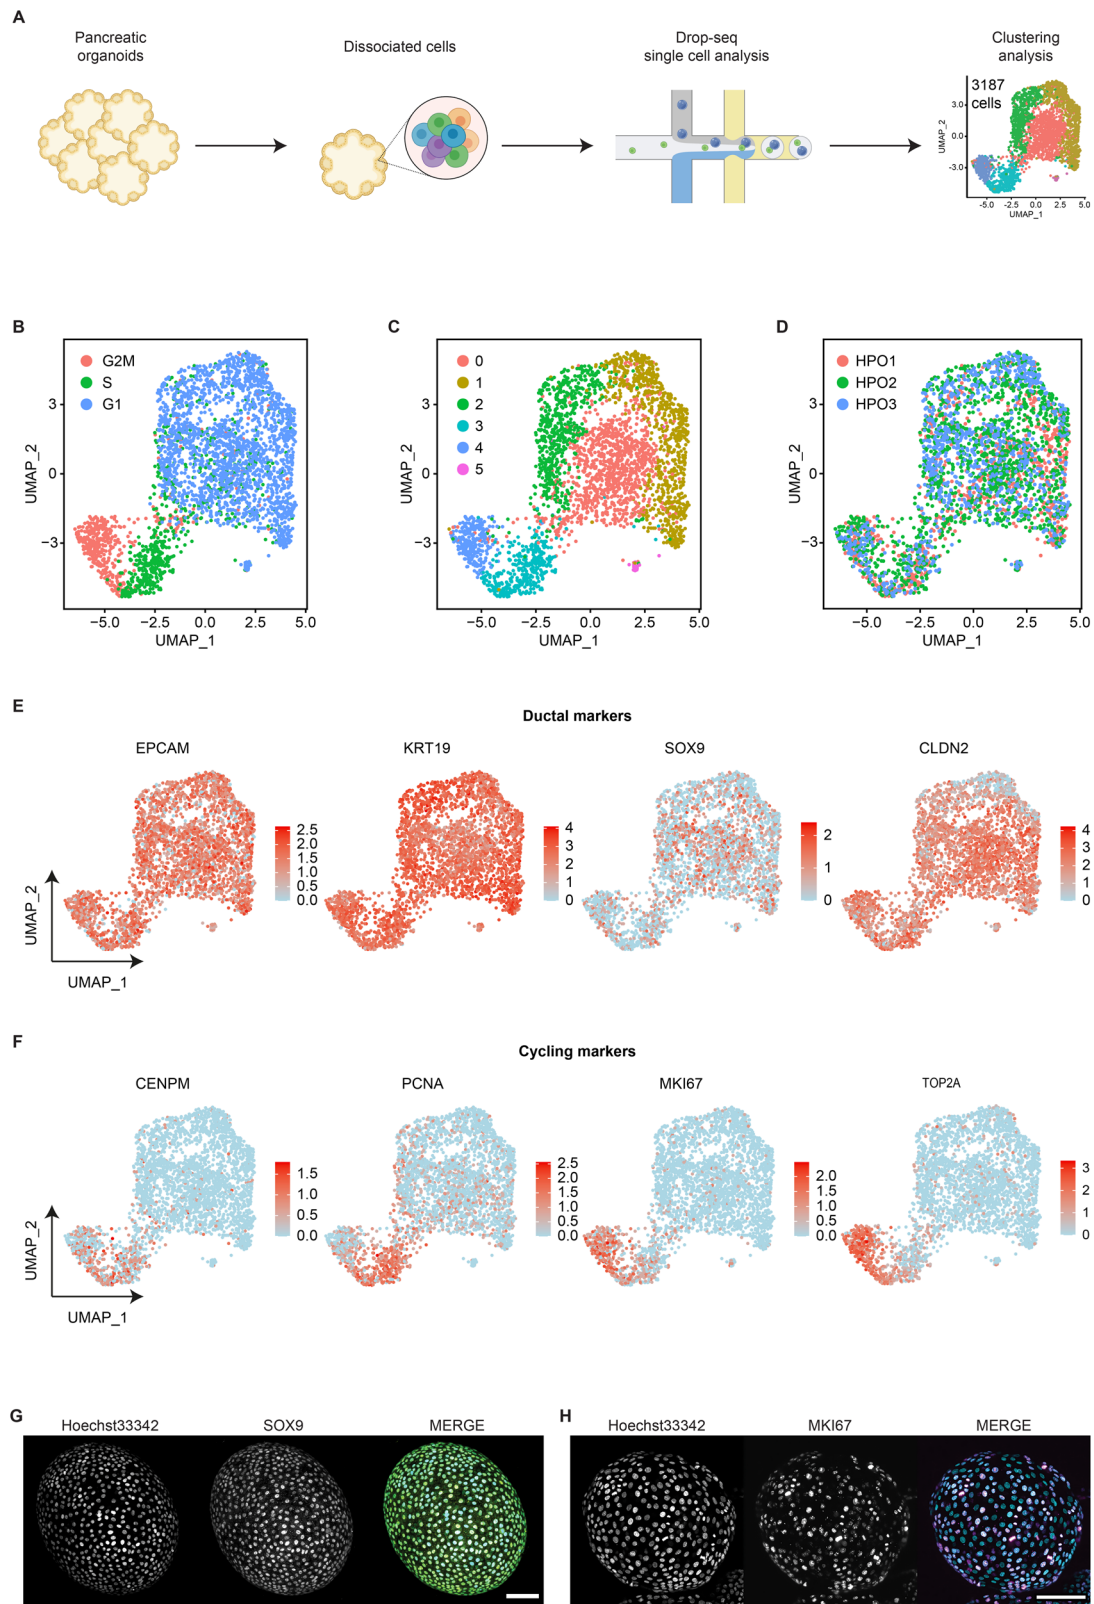 A
Pancreatic
organoids
Dissociated cells
Drop-seq
single cell analysis
Clustering
analysis
3187
cells
3.0
0.0
-3.0
UMAP_2
-5.0 -2.5 0.0 2.5 5.0
UMAP_1
B
G2M
S
G1
3
0
−3
UMAP_2
−5.0 −2.5 0.0 2.5 5.0
UMAP_1
C
0
1
2
3
4
5
3
0
−3
UMAP_2
−5.0 −2.5 0.0 2.5 5.0
UMAP_1
D
HPO1
HPO2
HPO3
3
0
−3
UMAP_2
−5.0 −2.5 0.0 2.5 5.0
UMAP_1
E
Ductal markers
EPCAM
2.5
2.0
1.5
1.0
0.5
0.0
KRT19
4
3
2
1
0
SOX9
2
1
0
CLDN2
4
3
2
1
0
UMAP_2
UMAP_1
F
Cycling markers
CENPM
1.5
1.0
0.5
0.0
PCNA
2.5
2.0
1.5
1.0
0.5
0.0
MKI67
2.0
1.5
1.0
0.5
0.0
TOP2A
3
2
1
0
UMAP_2
UMAP_1
G
Hoechst33342 SOX9 MERGE
H
Hoechst33342 MKI67 MERGE